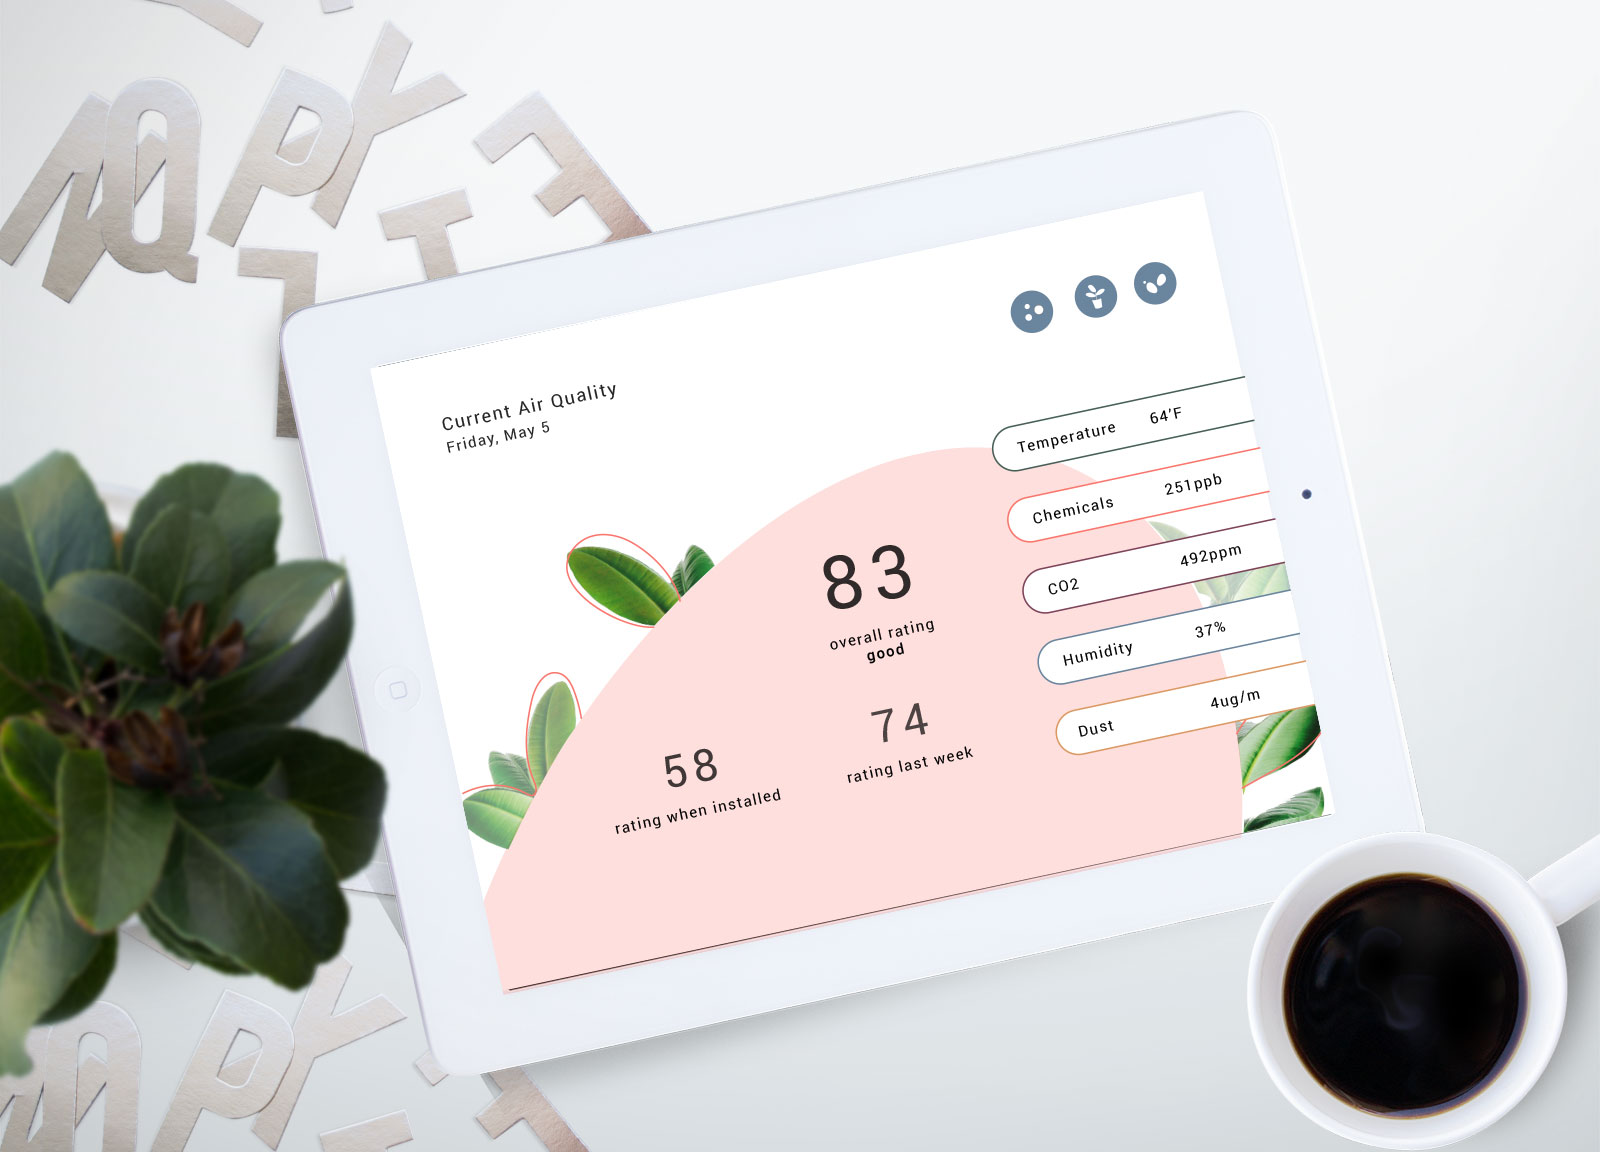 Q
P
Y
T
Current Air Quality
Friday, May 5
Temperature 64'F
Chemicals 251ppb
CO2 492ppm
Humidity 37%
Dust 4ug/m
83
overall rating
good
74
rating last week
58
rating when installed
P
Y